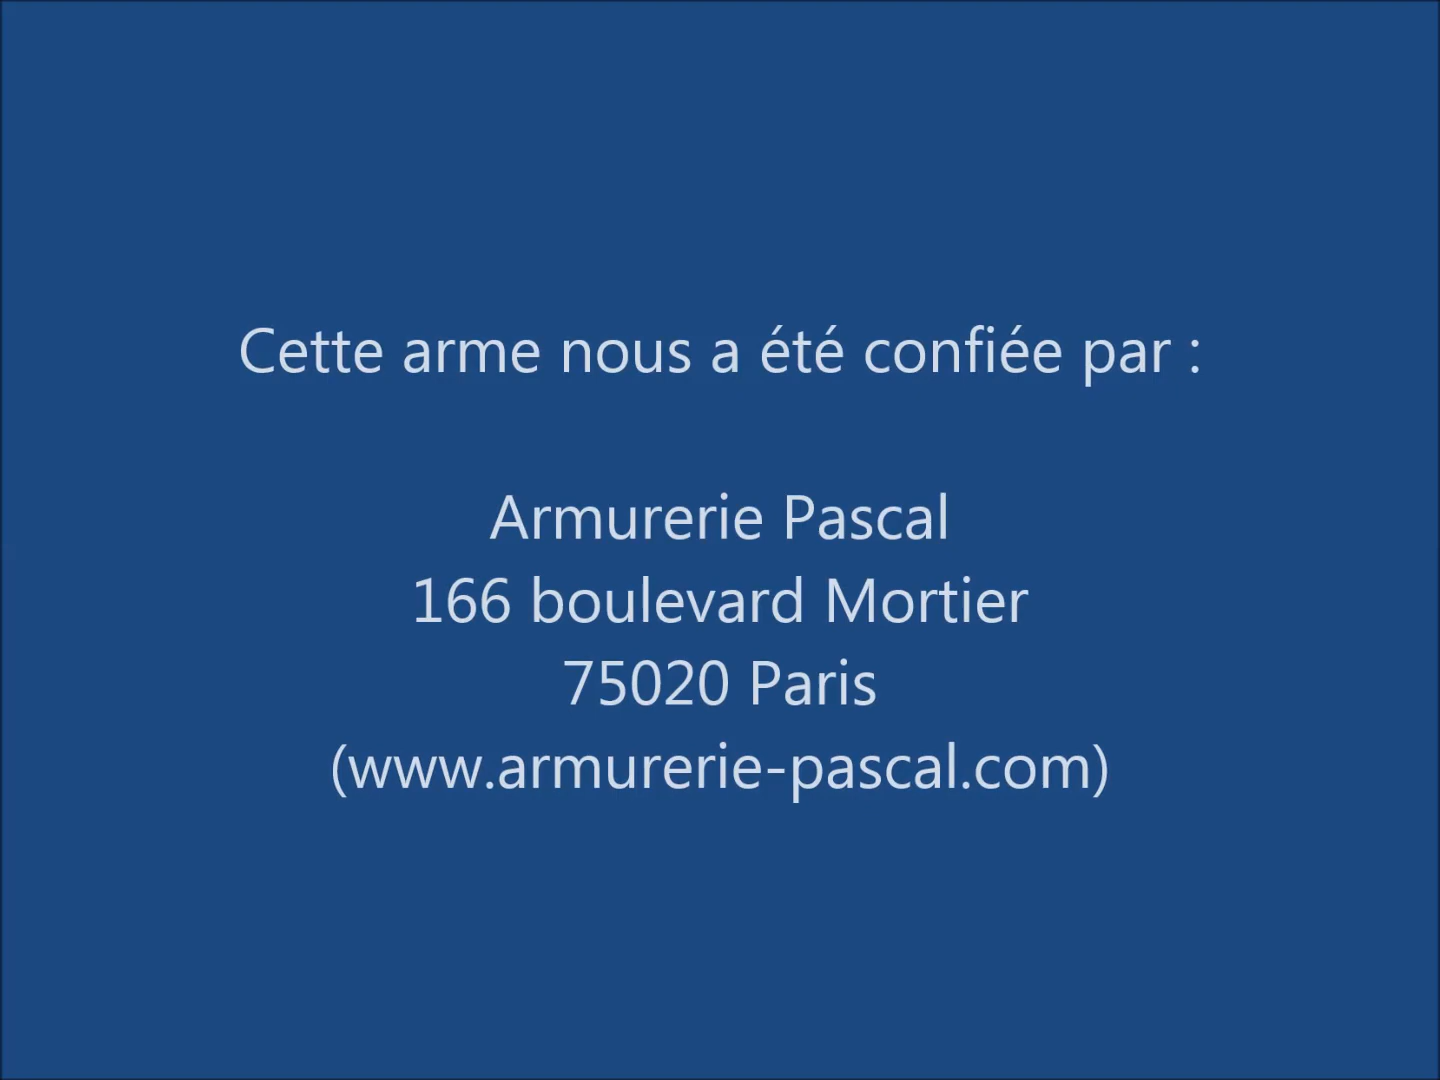 Cette arme nous a été confiée par :
Armurerie Pascal
166 boulevard Mortier
75020 Paris
(www.armurerie-pascal.com)